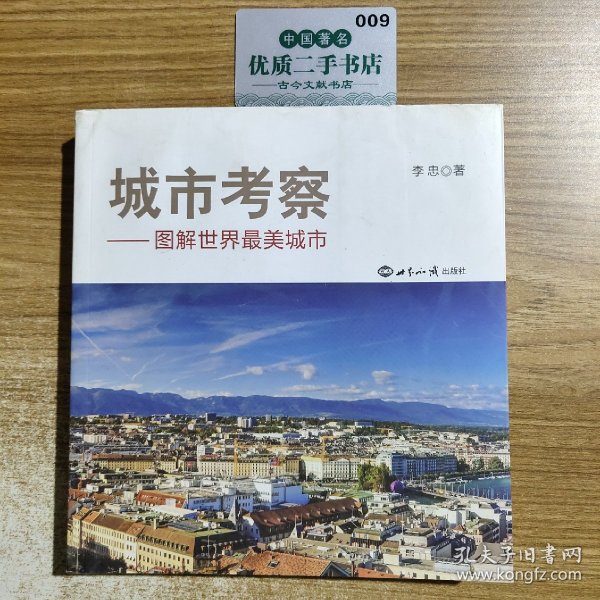 009
中国著名
优质二手书店
古今文献书店
城市考察
李忠◎著
——图解世界最美城市
世界知识出版社
孔夫子旧书网
www.kongfz.com